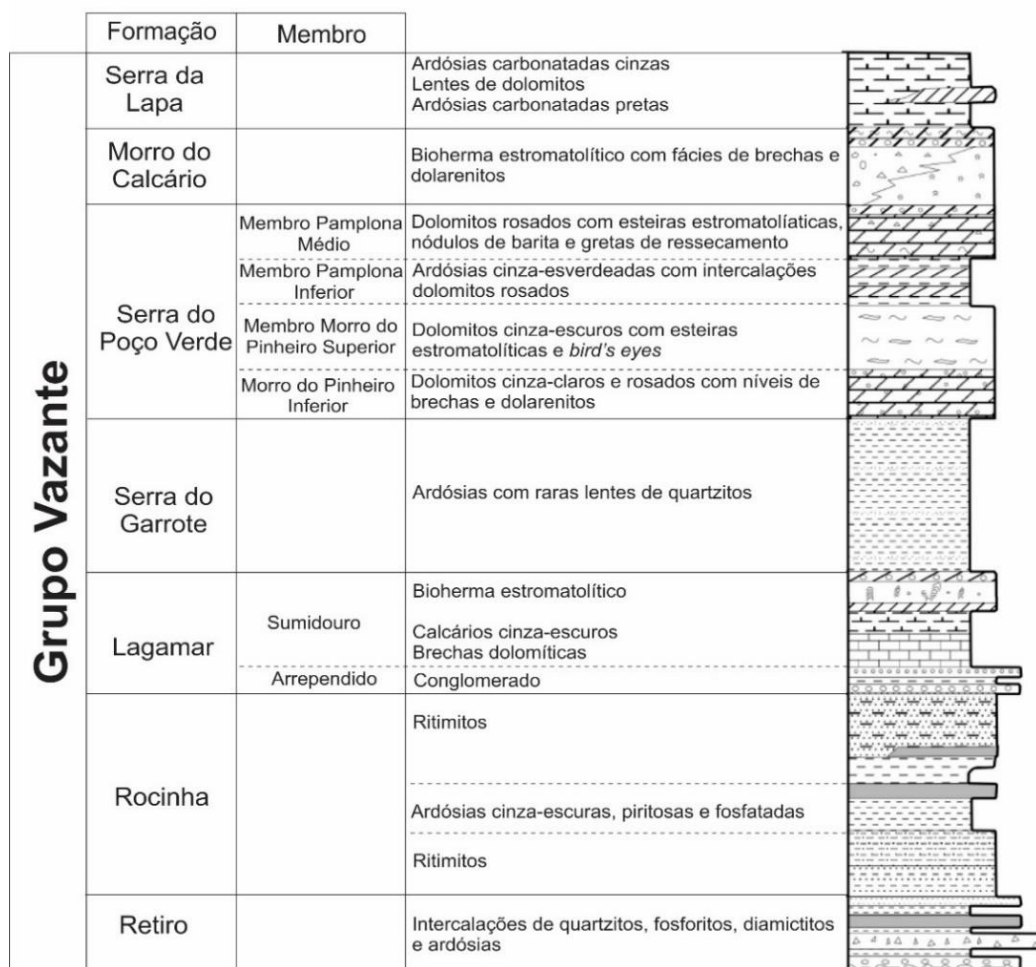 Formação Membro
Grupo Vazante
Serra da
Lapa
Ardósias carbonatadas cinzas
Lentes de dolomitos
Ardósias carbonatadas pretas
Morro do
Calcário
Bioherma estromatolítico com fácies de brechas e
dolarenitos
Serra do
Poço Verde
Membro Pamplona
Médio
Dolomitos rosados com esteiras estromatolíaticas,
nódulos de barita e gretas de ressecamento
Membro Pamplona
Inferior
Ardósias cinza-esverdeadas com intercalações
dolomitos rosados
Membro Morro do
Pinheiro Superior
Dolomitos cinza-escuros com esteiras
estromatolíticas e bird's eyes
Morro do Pinheiro
Inferior
Dolomitos cinza-claros e rosados com níveis de
brechas e dolarenitos
Serra do
Garrote
Ardósias com raras lentes de quartzitos
Lagamar
Sumidouro
Bioherma estromatolítico
Calcários cinza-escuros
Brechas dolomíticas
Arrependido
Conglomerado
Rocinha
Ritimitos
Ardósias cinza-escuras, piritosas e fosfatadas
Ritimitos
Retiro
Intercalações de quartzitos, fosforitos, diamictitos
e ardósias